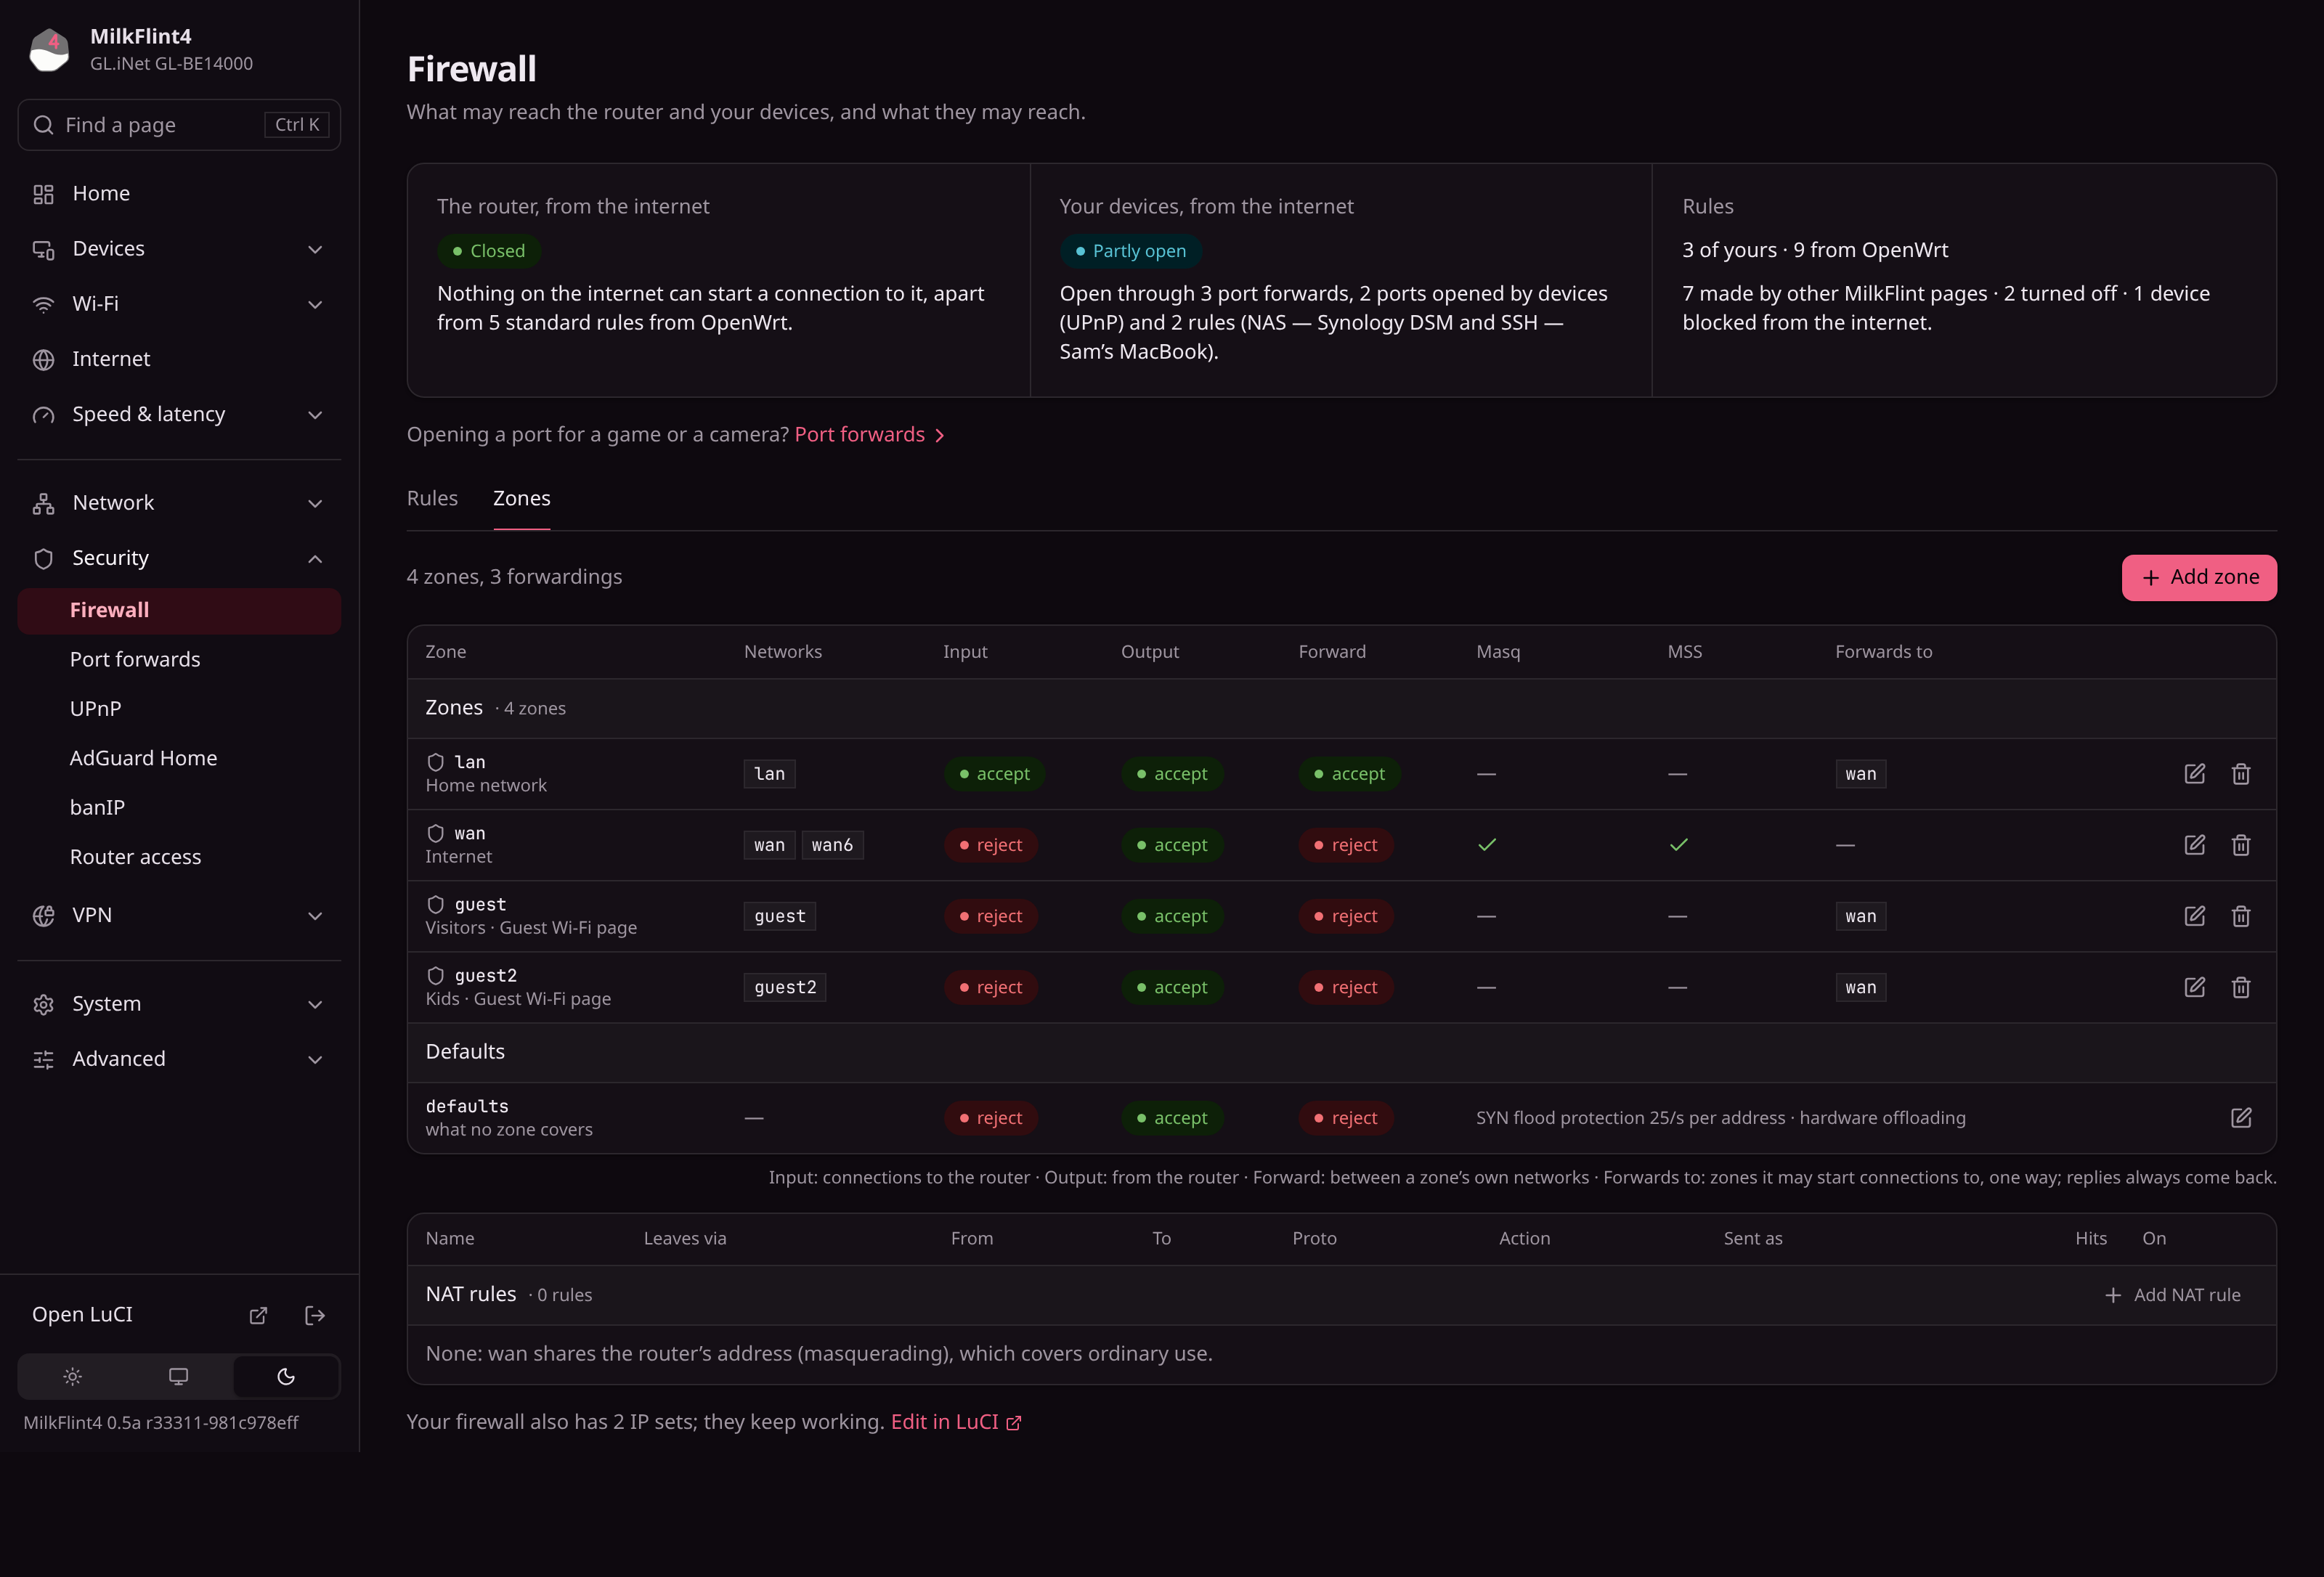 4
MilkFlint4
GL.iNet GL-BE14000
Find a page
Ctrl K
Home
Devices
Wi-Fi
Internet
Speed & latency
Network
Security
Firewall
Port forwards
UPnP
AdGuard Home
banIP
Router access
VPN
System
Advanced
Open LuCI
MilkFlint4 0.5a r33311-981c978eff
Firewall
What may reach the router and your devices, and what they may reach.
The router, from the internet
Closed
Nothing on the internet can start a connection to it, apart
from 5 standard rules from OpenWrt.
Your devices, from the internet
Partly open
Open through 3 port forwards, 2 ports opened by devices
(UPnP) and 2 rules (NAS — Synology DSM and SSH —
Sam’s MacBook).
Rules
3 of yours · 9 from OpenWrt
7 made by other MilkFlint pages · 2 turned off · 1 device
blocked from the internet.
Opening a port for a game or a camera? Port forwards
Rules Zones
4 zones, 3 forwardings
Add zone
Zone Networks Input Output Forward Masq MSS Forwards to
Zones · 4 zones
lan
Home network
lan accept accept accept — — wan
wan
Internet
wan wan6 reject accept reject —
guest
Visitors · Guest Wi-Fi page
guest reject accept reject — — wan
guest2
Kids · Guest Wi-Fi page
guest2 reject accept reject — — wan
Defaults
defaults
what no zone covers
— reject accept reject SYN flood protection 25/s per address · hardware offloading
Input: connections to the router · Output: from the router · Forward: between a zone’s own networks · Forwards to: zones it may start connections to, one way; replies always come back.
Name Leaves via From To Proto Action Sent as Hits On
NAT rules · 0 rules
Add NAT rule
None: wan shares the router’s address (masquerading), which covers ordinary use.
Your firewall also has 2 IP sets; they keep working. Edit in LuCI